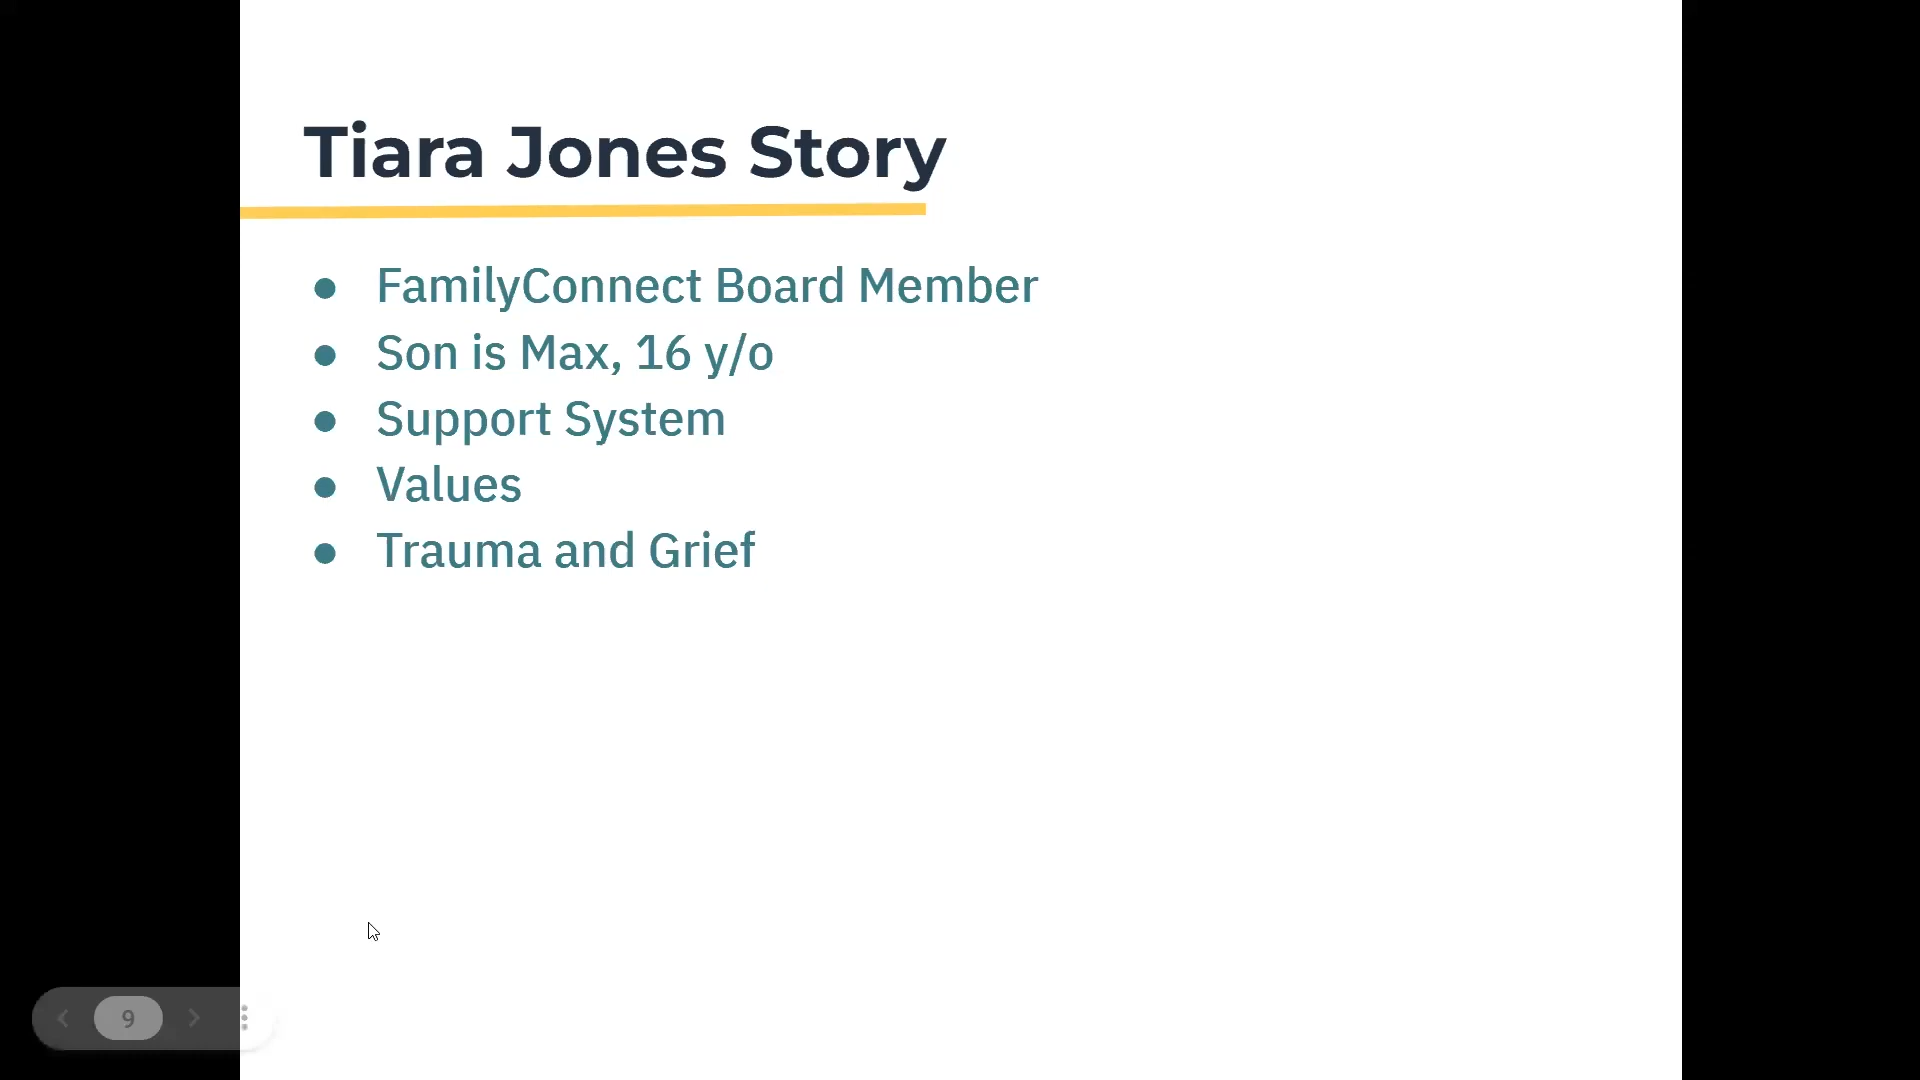 Tiara Jones Story
● FamilyConnect Board Member
● Son is Max, 16 y/o
● Support System
● Values
● Trauma and Grief
9